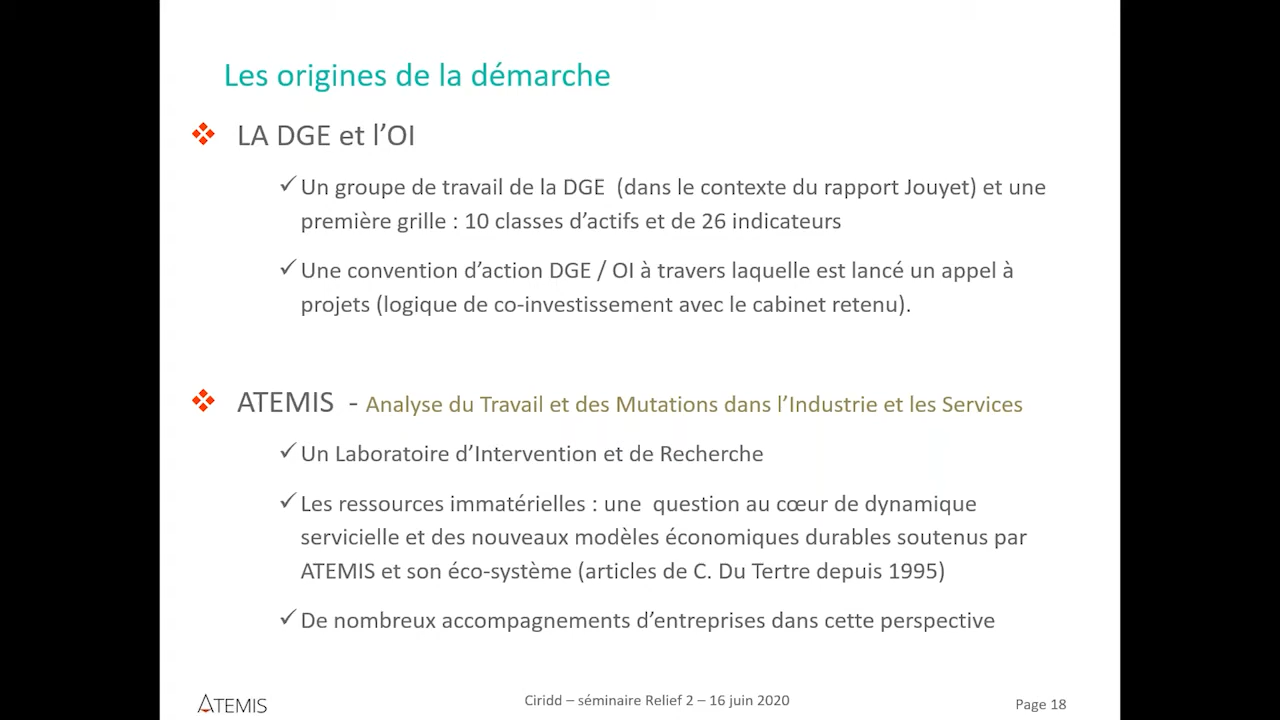 Les origines de la démarche
LA DGE et l’OI
Un groupe de travail de la DGE (dans le contexte du rapport Jouyet) et une
première grille : 10 classes d’actifs et de 26 indicateurs
Une convention d’action DGE / OI à travers laquelle est lancé un appel à
projets (logique de co-investissement avec le cabinet retenu).
ATEMIS - Analyse du Travail et des Mutations dans l’Industrie et les Services
Un Laboratoire d’Intervention et de Recherche
Les ressources immatérielles : une question au cœur de dynamique
servicielle et des nouveaux modèles économiques durables soutenus par
ATEMIS et son éco-système (articles de C. Du Tertre depuis 1995)
De nombreux accompagnements d’entreprises dans cette perspective
ATEMIS
Ciridd – séminaire Relief 2 – 16 juin 2020
Page 18